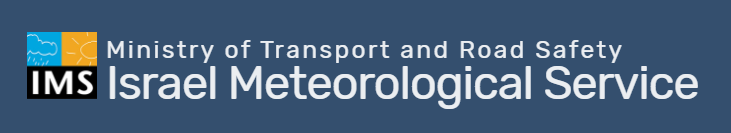 Ministry of Transport and Road Safety
IMS
Israel Meteorological Service